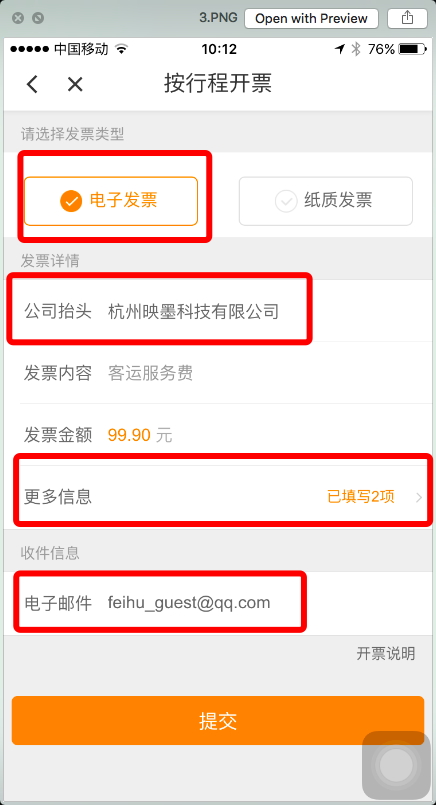 3.PNG
Open with Preview
中国移动
10:12
76%
按行程开票
请选择发票类型
电子发票
纸质发票
发票详情
公司抬头 杭州映墨科技有限公司
发票内容 客运服务费
发票金额 99.90 元
更多信息 已填写2项
收件信息
电子邮件 feihu_guest@qq.com
开票说明
提交